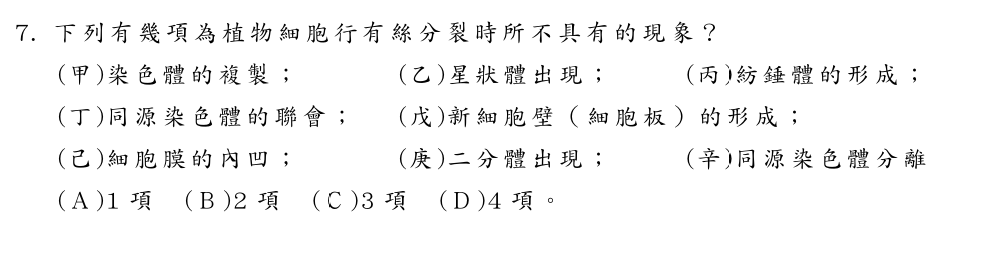 7. 下列有幾項為植物細胞行有絲分裂時所不具有的現象？
(甲)染色體的複製； (乙)星狀體出現； (丙)紡錘體的形成；
(丁)同源染色體的聯會； (戊)新細胞壁（細胞板）的形成；
(己)細胞膜的內凹； (庚)二分體出現； (辛)同源染色體分離
(A)1 項 (B)2 項 (C)3 項 (D)4 項。